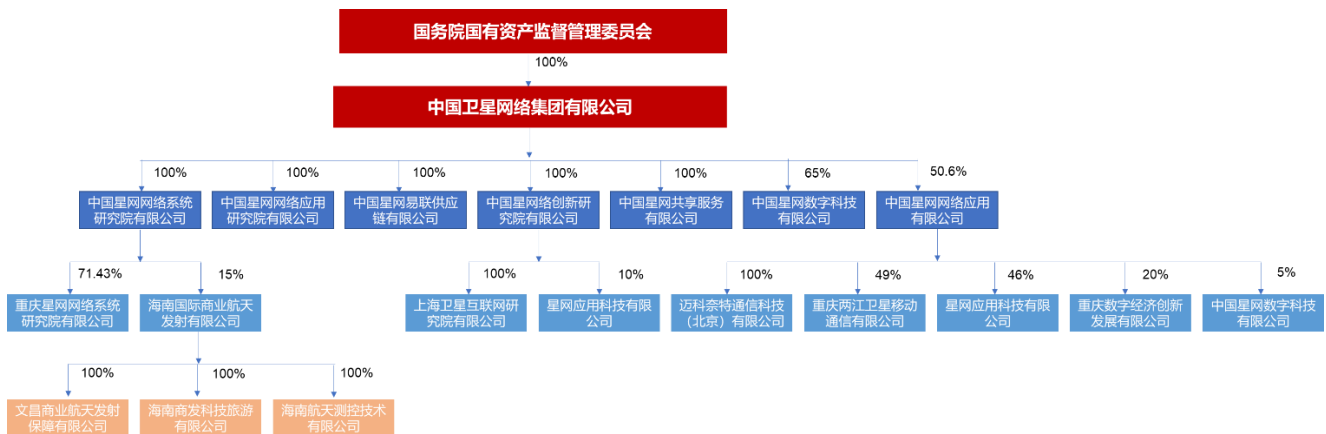 国务院国有资产监督管理委员会
100%
中国卫星网络集团有限公司
100%
100%
100%
100%
100%
65%
50.6%
中国星网网络系统
研究院有限公司
中国星网网络应用
研究院有限公司
中国星网易联供应
链有限公司
中国星网络创新研
究院有限公司
中国星网共享服务
有限公司
中国星网数字科技
有限公司
中国星网网络应用
有限公司
71.43%
15%
100%
10%
100%
49%
46%
20%
5%
重庆星网网络系统
研究院有限公司
海南国际商业航天
发射有限公司
上海卫星互联网研
究院有限公司
星网应用科技有限
公司
迈科奈特通信科技
（北京）有限公司
重庆两江卫星移动
通信有限公司
星网应用科技有限公
司
重庆数字经济创新
发展有限公司
中国星网数字科技
有限公司
100%
100%
100%
文昌商业航天发射
保障有限公司
海南商发科技旅游
有限公司
海南航天测控技术
有限公司